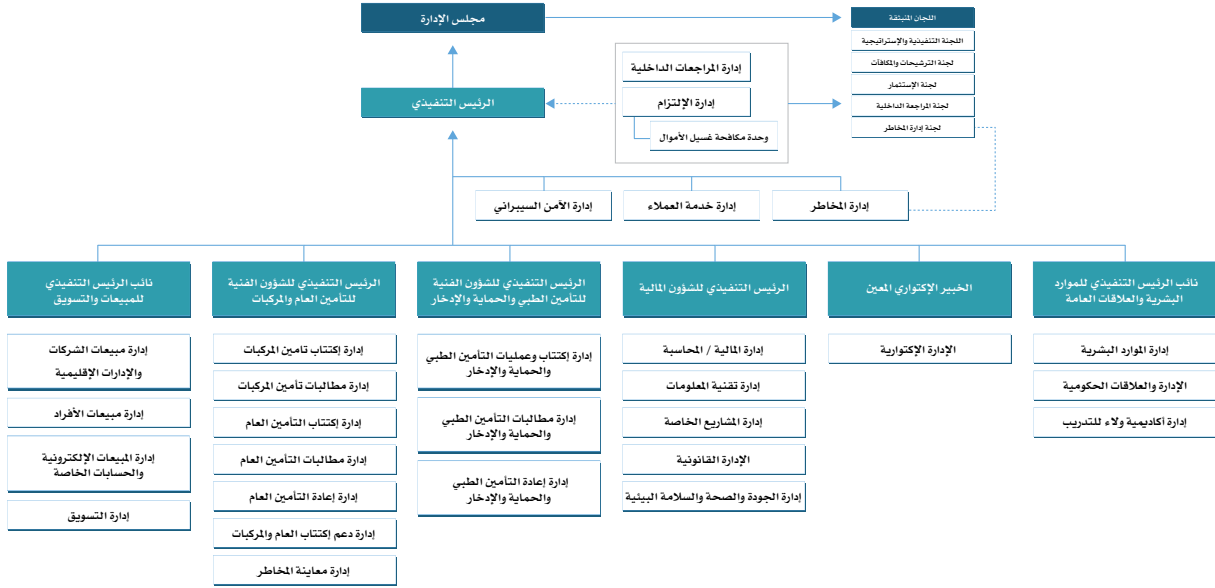 مجلس الإدارة
اللجان المنبثقة
اللجنة التنفيذية والإستراتيجية
لجنة الترشيحات والمكافآت
لجنة الإستثمار
لجنة المراجعة الداخلية
لجنة إدارة المخاطر
إدارة المراجعات الداخلية
إدارة الإلتزام
وحدة مكافحة غسيل الأموال
الرئيس التنفيذي
إدارة المخاطر
إدارة خدمة العملاء
إدارة الأمن السيبراني
نائب الرئيس التنفيذي للموارد
البشرية والعلاقات العامة
إدارة الموارد البشرية
الإدارة والعلاقات الحكومية
إدارة أكاديمية ولاء للتدريب
الخبير الإكتواري المعين
الإدارة الإكتوارية
الرئيس التنفيذي للشؤون المالية
إدارة المالية / المحاسبة
إدارة تقنية المعلومات
إدارة المشاريع الخاصة
الإدارة القانونية
إدارة الجودة والصحة والسلامة البيئية
الرئيس التنفيذي للشؤون الفنية
للتأمين الطبي والحماية والإدخار
إدارة إكتتاب وعمليات التأمين الطبي
والحماية والإدخار
إدارة مطالبات التأمين الطبي
والحماية والإدخار
إدارة إعادة التأمين الطبي
والحماية والإدخار
الرئيس التنفيذي للشؤون الفنية
للتأمين العام والمركبات
إدارة إكتتاب تامين المركبات
إدارة مطالبات تأمين المركبات
إدارة إكتتاب التأمين العام
إدارة مطالبات التأمين العام
إدارة إعادة التأمين العام
إدارة دعم إكتتاب العام والمركبات
إدارة معاينة المخاطر
نائب الرئيس التنفيذي
للمبيعات والتسويق
إدارة مبيعات الشركات
والإدارات الإقليمية
إدارة مبيعات الأفراد
إدارة المبيعات الإلكترونية
والحسابات الخاصة
إدارة التسويق